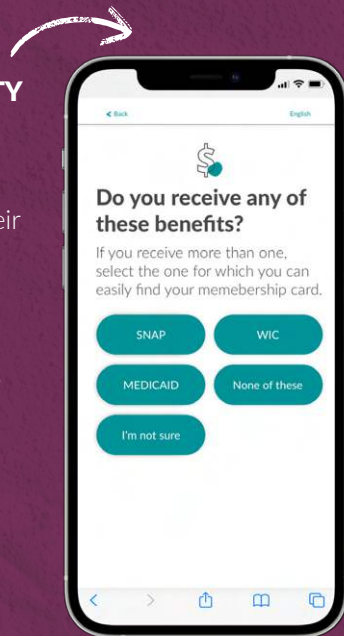 TY
eir
Back
English
$
Do you receive any of
these benefits?
If you receive more than one,
select the one for which you can
easily find your memebership card.
SNAP
WIC
MEDICAID
None of these
I'm not sure